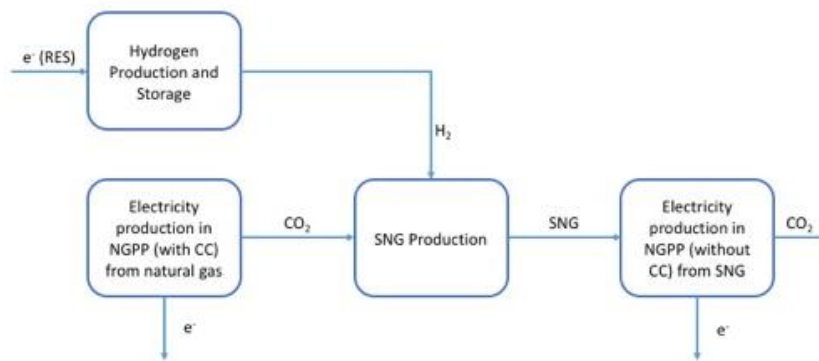 e⁻ (RES)
Hydrogen
Production and
Storage
H₂
Electricity
production in
NGPP (with CC)
from natural gas
CO₂
SNG Production
SNG
Electricity
production in
NGPP (without
CC) from SNG
CO₂
e⁻
e⁻